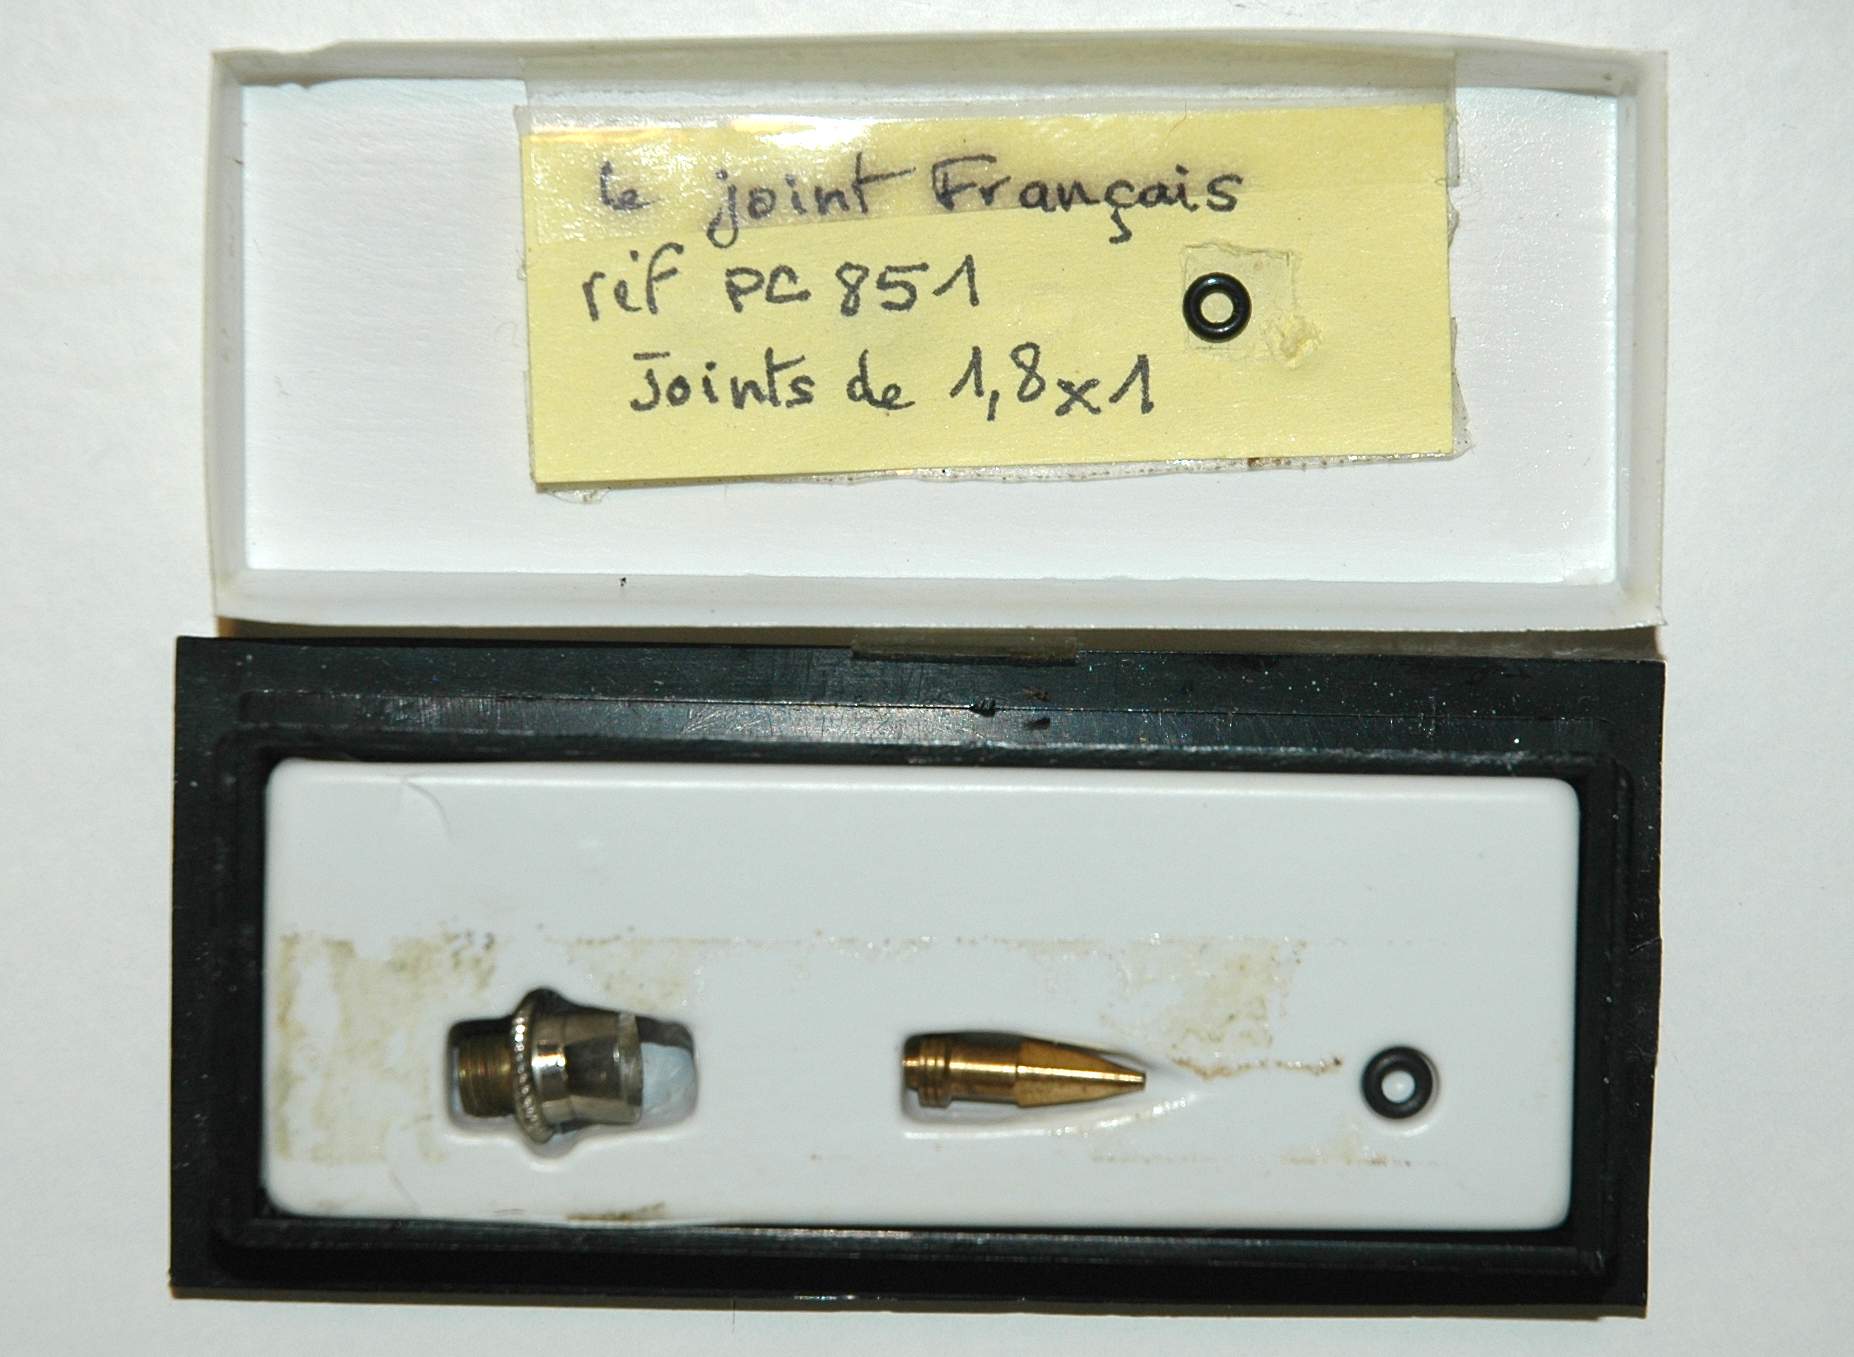 le joint Français
réf PC 851
Joints de 1,8x1